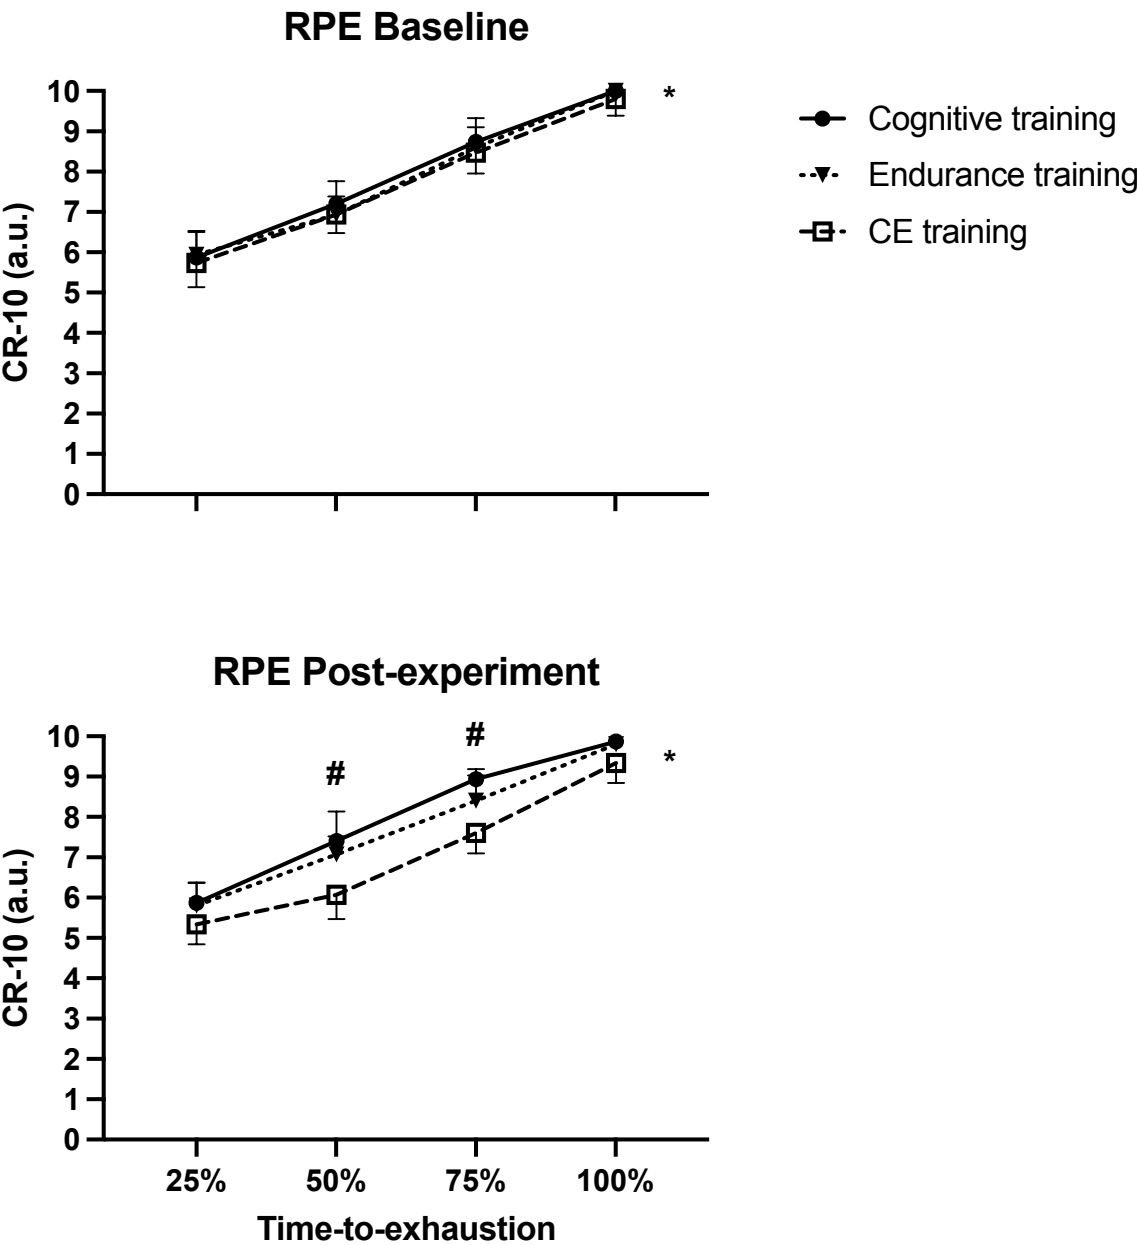 RPE Baseline
10
9
8
7
6
5
4
3
2
1
0
CR-10 (a.u.)
*
Cognitive training
Endurance training
CE training
RPE Post-experiment
10
9
8
7
6
5
4
3
2
1
0
CR-10 (a.u.)
#
#
*
25% 50% 75% 100%
Time-to-exhaustion